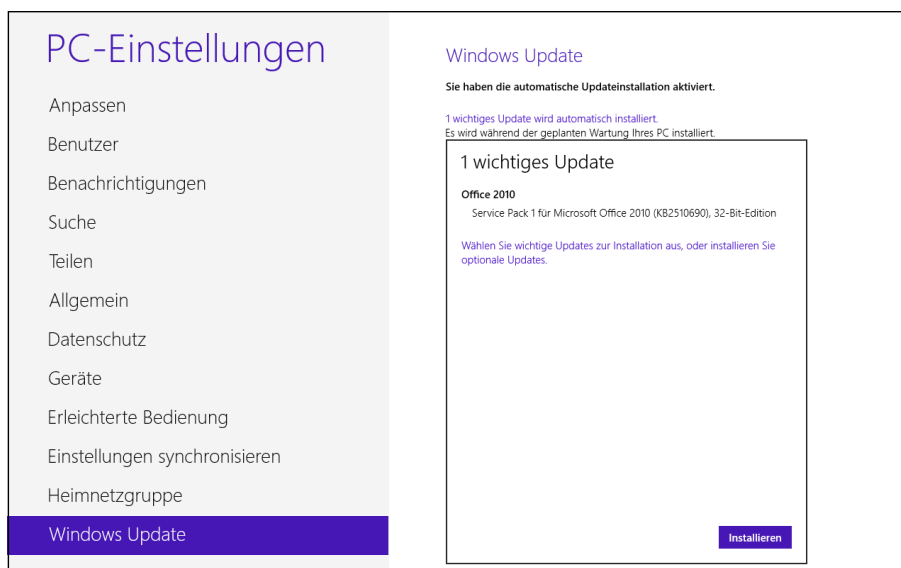 PC-Einstellungen
Anpassen
Benutzer
Benachrichtigungen
Suche
Teilen
Allgemein
Datenschutz
Geräte
Erleichterte Bedienung
Einstellungen synchronisieren
Heimnetzgruppe
Windows Update
Windows Update
Sie haben die automatische Updateinstallation aktiviert.
1 wichtiges Update wird automatisch installiert.
Es wird während der geplanten Wartung Ihres PC installiert.
1 wichtiges Update
Office 2010
Service Pack 1 für Microsoft Office 2010 (KB2510690), 32-Bit-Edition
Wählen Sie wichtige Updates zur Installation aus, oder installieren Sie
optionale Updates.
Installieren